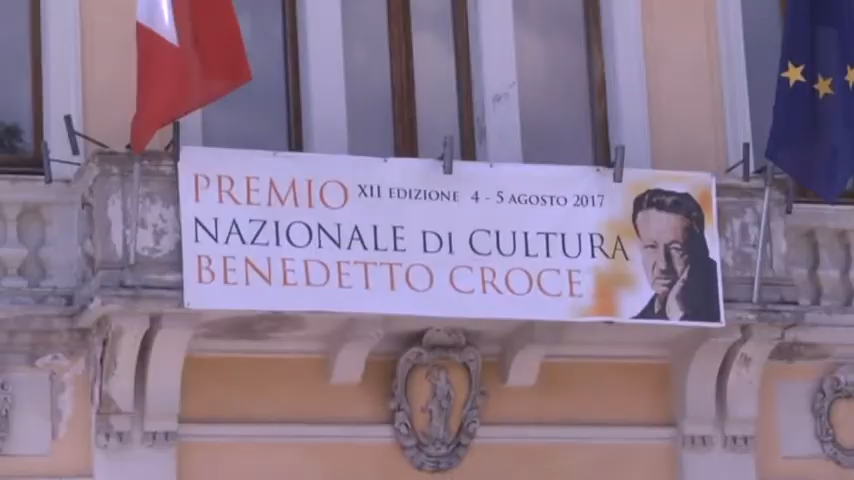 PREMIO XII EDIZIONE 4 - 5 AGOSTO 2017
NAZIONALE DI CULTURA
BENEDETTO CROCE